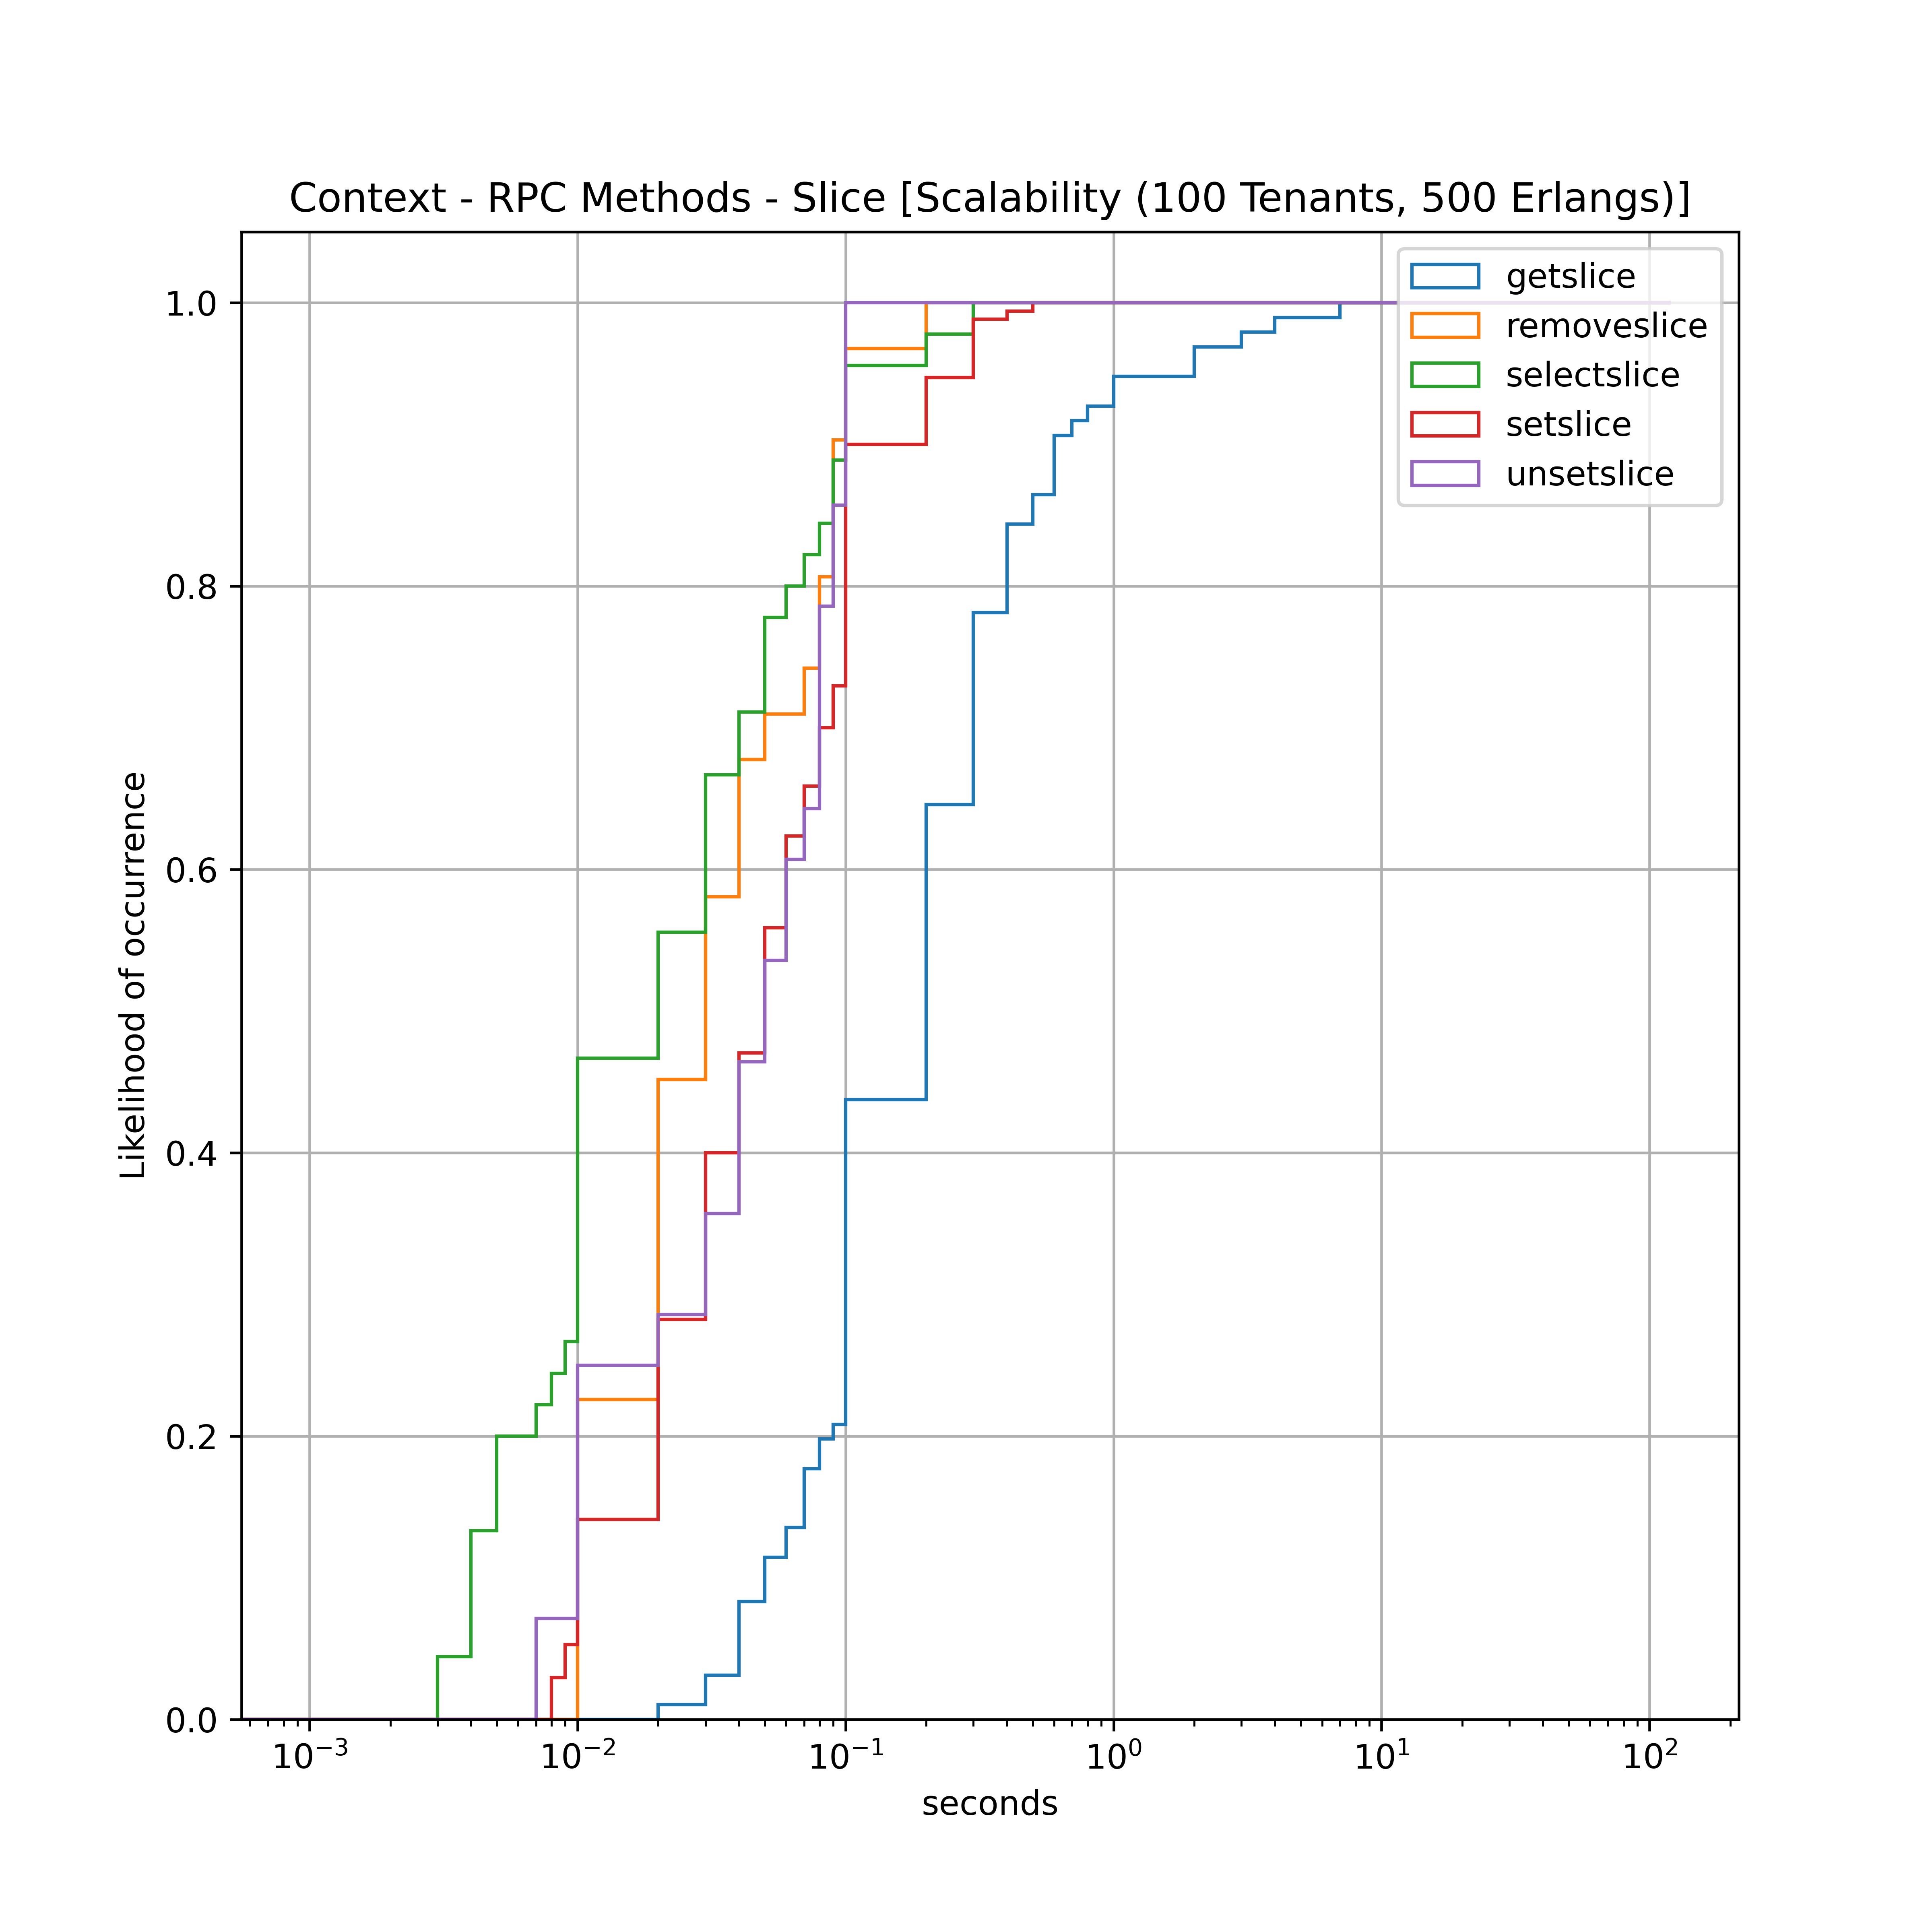 Context - RPC Methods - Slice [Scalability (100 Tenants, 500 Erlangs)]
getslice
removeslice
selectslice
setslice
unsetslice
1.0
0.8
0.6
0.4
0.2
0.0
Likelihood of occurrence
10⁻³ 10⁻² 10⁻¹ 10⁰ 10¹ 10²
seconds